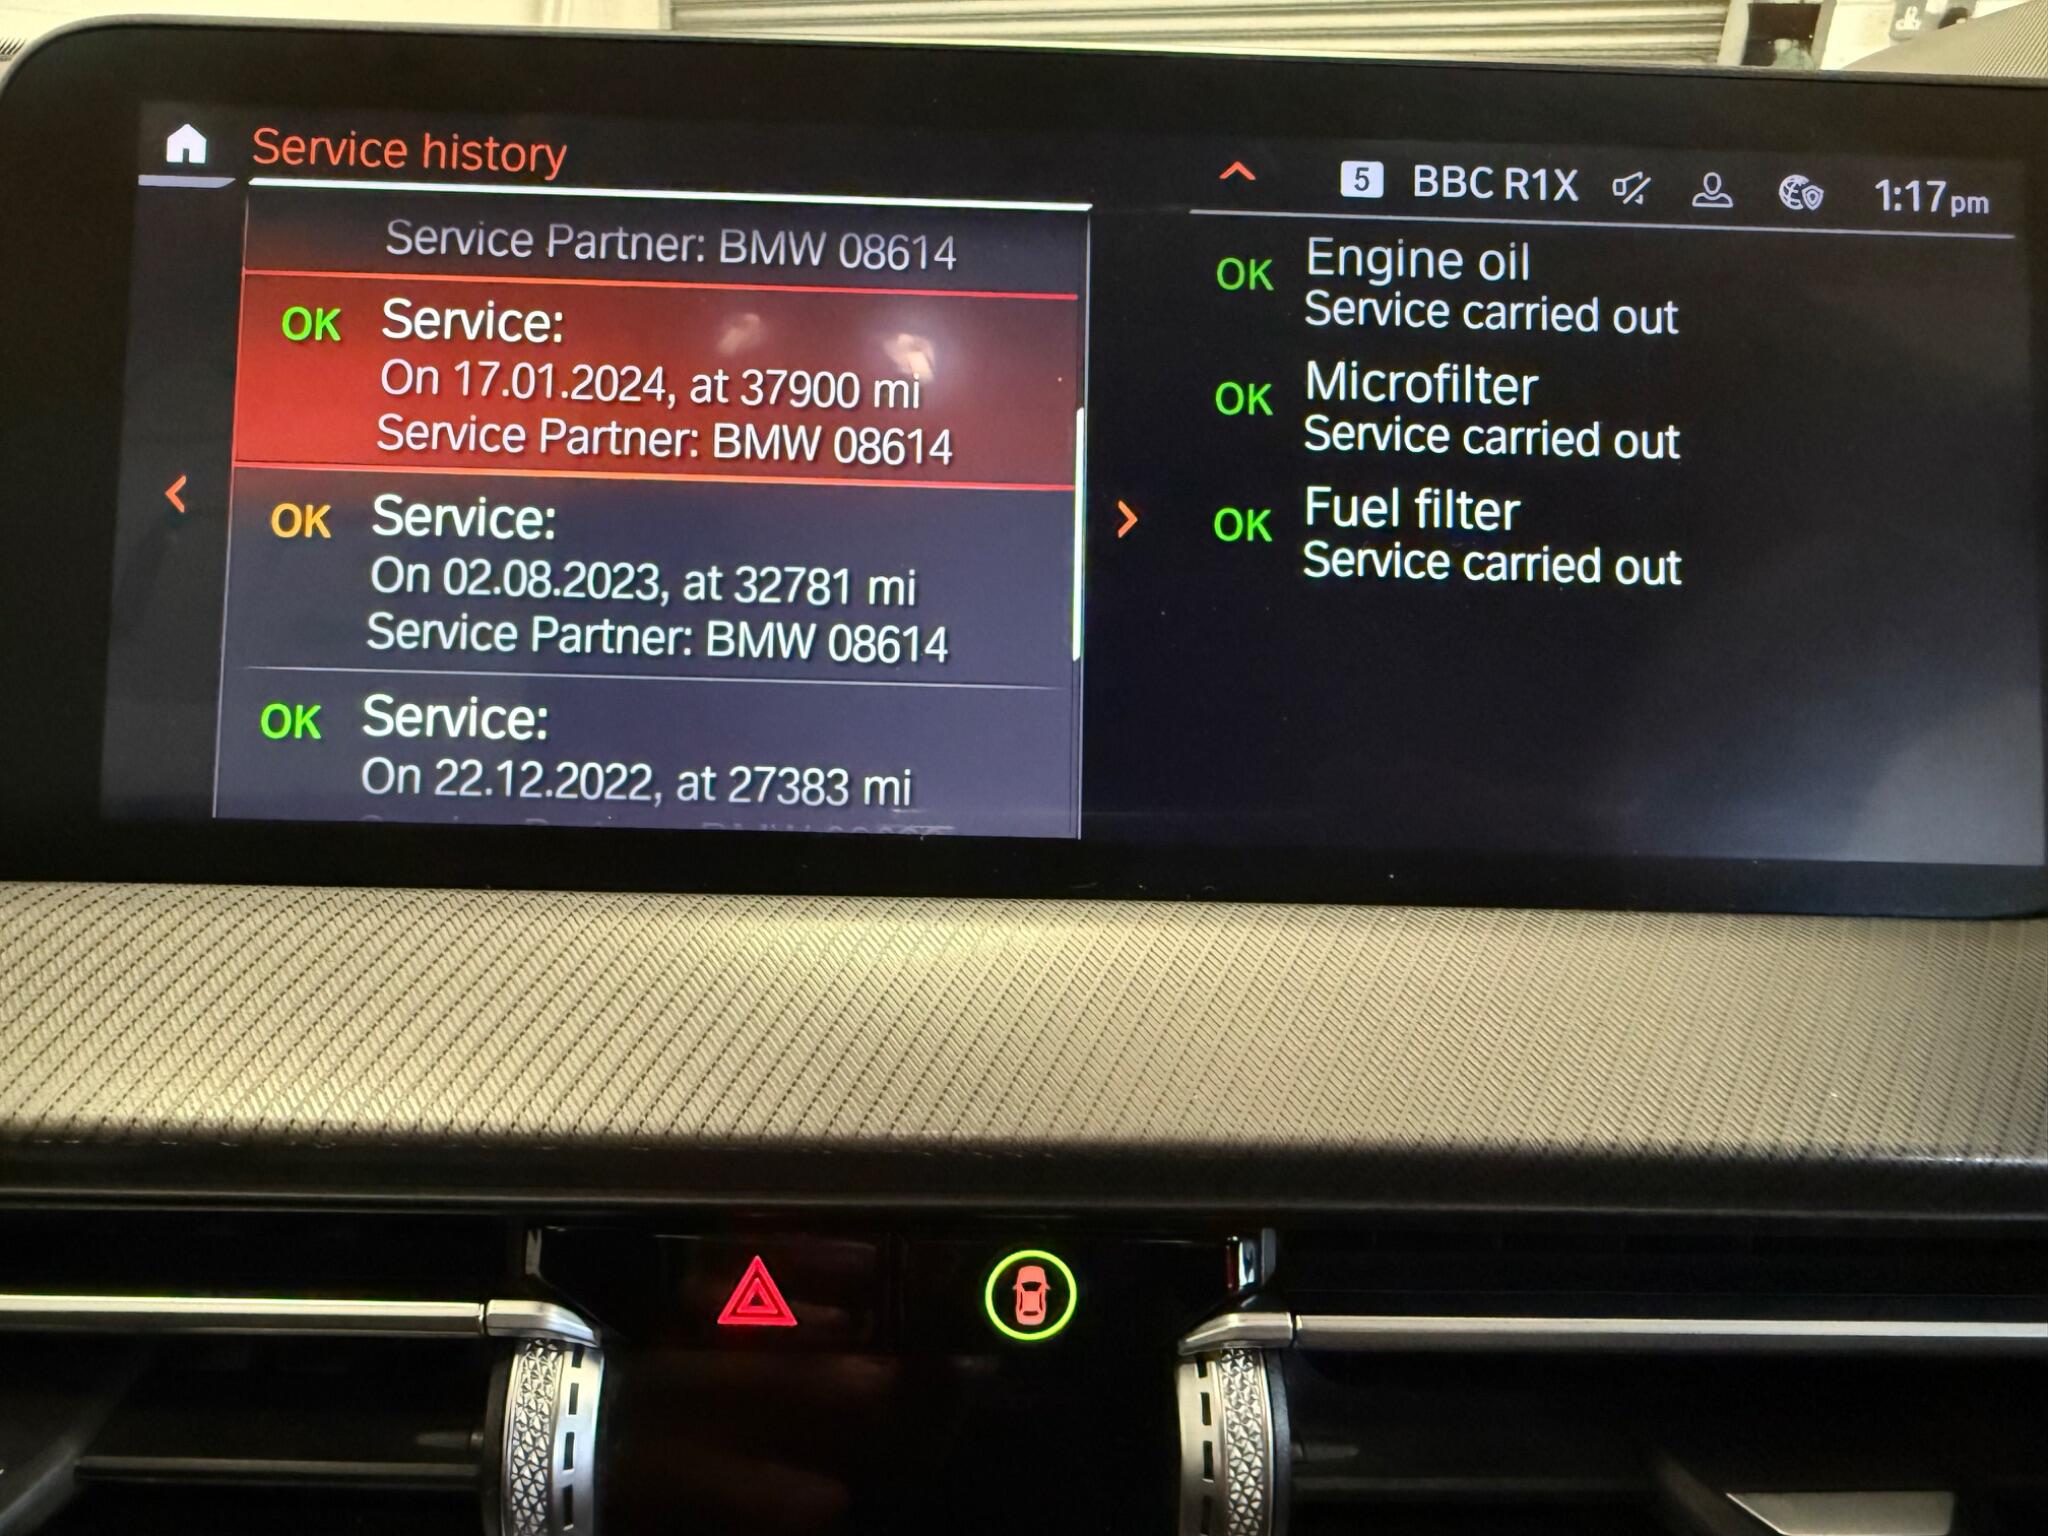 Service history
5 BBC R1X 1:17pm
Service Partner: BMW 08614
OK Service:
On 17.01.2024, at 37900 mi
Service Partner: BMW 08614
OK Service:
On 02.08.2023, at 32781 mi
Service Partner: BMW 08614
OK Service:
On 22.12.2022, at 27383 mi
OK Engine oil
Service carried out
OK Microfilter
Service carried out
OK Fuel filter
Service carried out